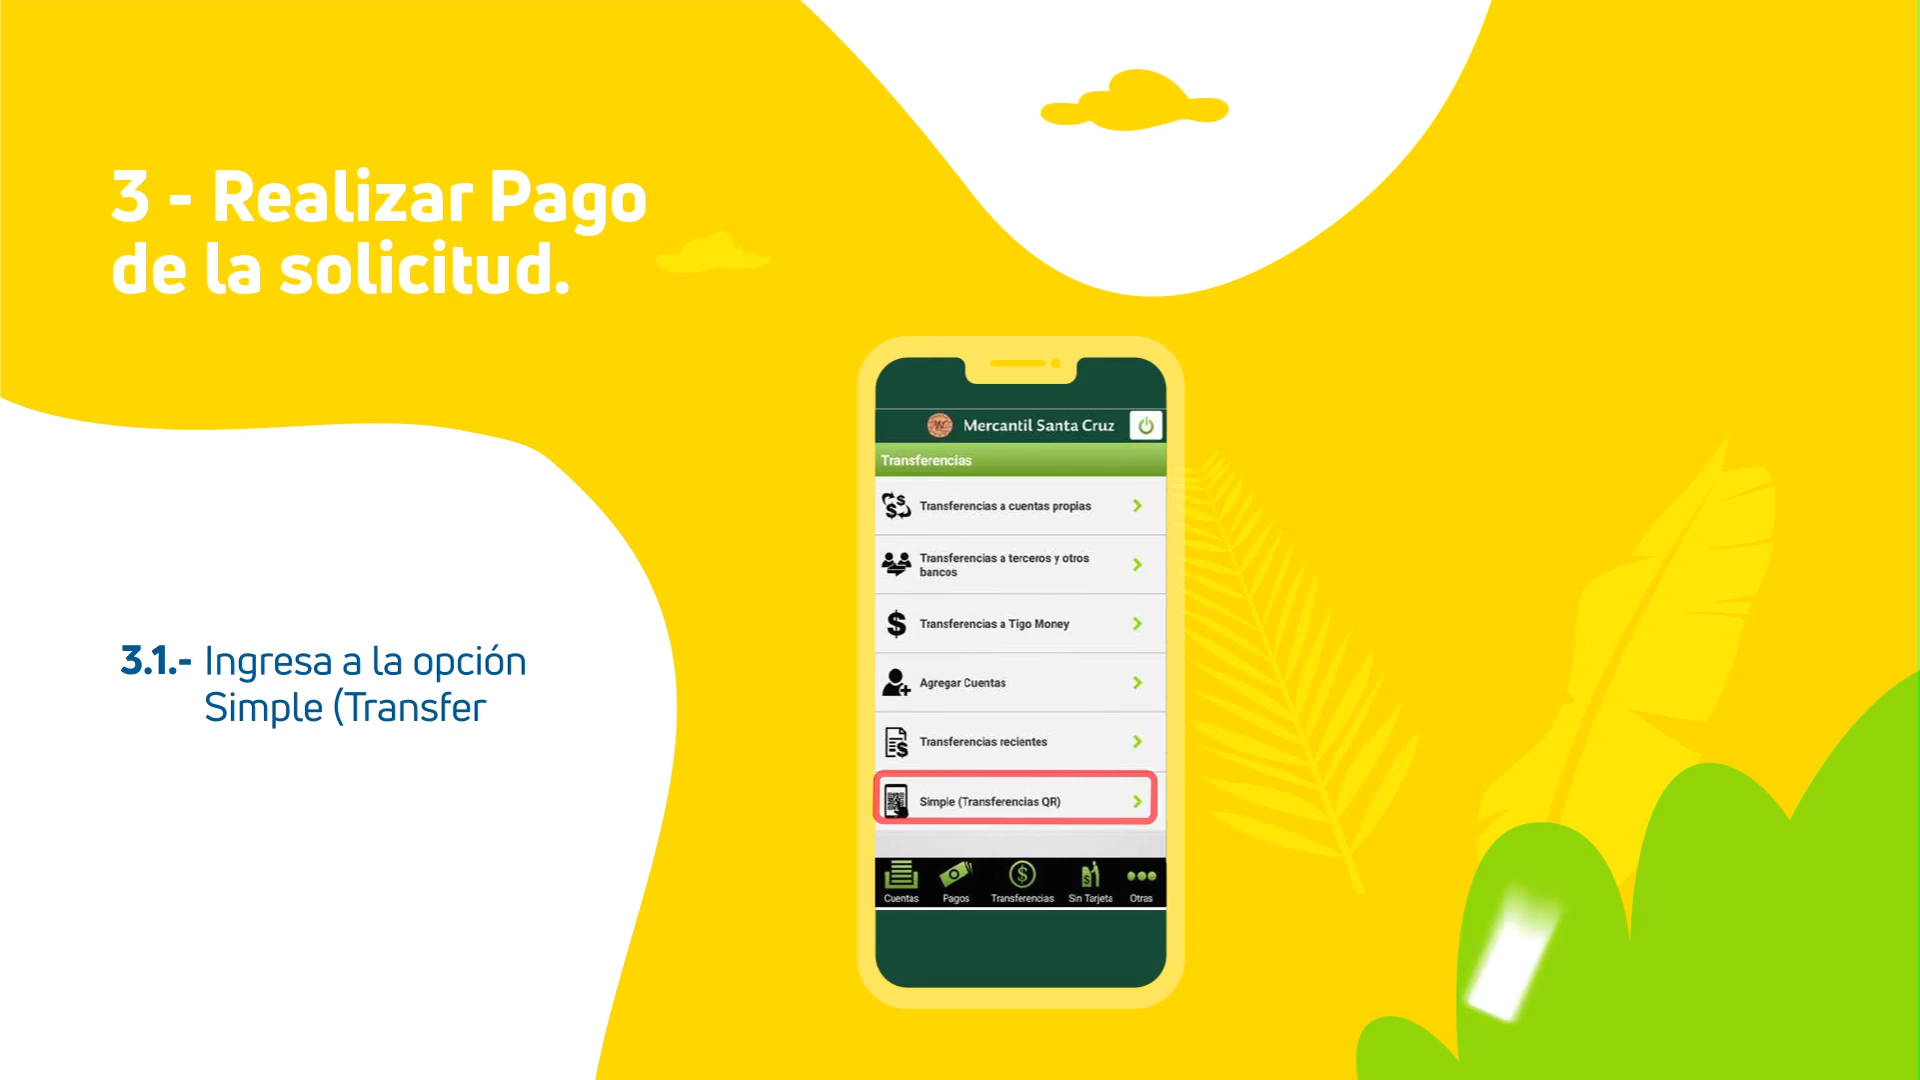 3 - Realizar Pago
de la solicitud.
3.1.- Ingresa a la opción
Simple (Transfer
Mercantil Santa Cruz
Transferencias
Transferencias a cuentas propias
Transferencias a terceros y otros
bancos
Transferencias a Tigo Money
Agregar Cuentas
Transferencias recientes
Simple (Transferencias QR)
Cuentas Pagos Transferencias Sin Tarjeta Otras